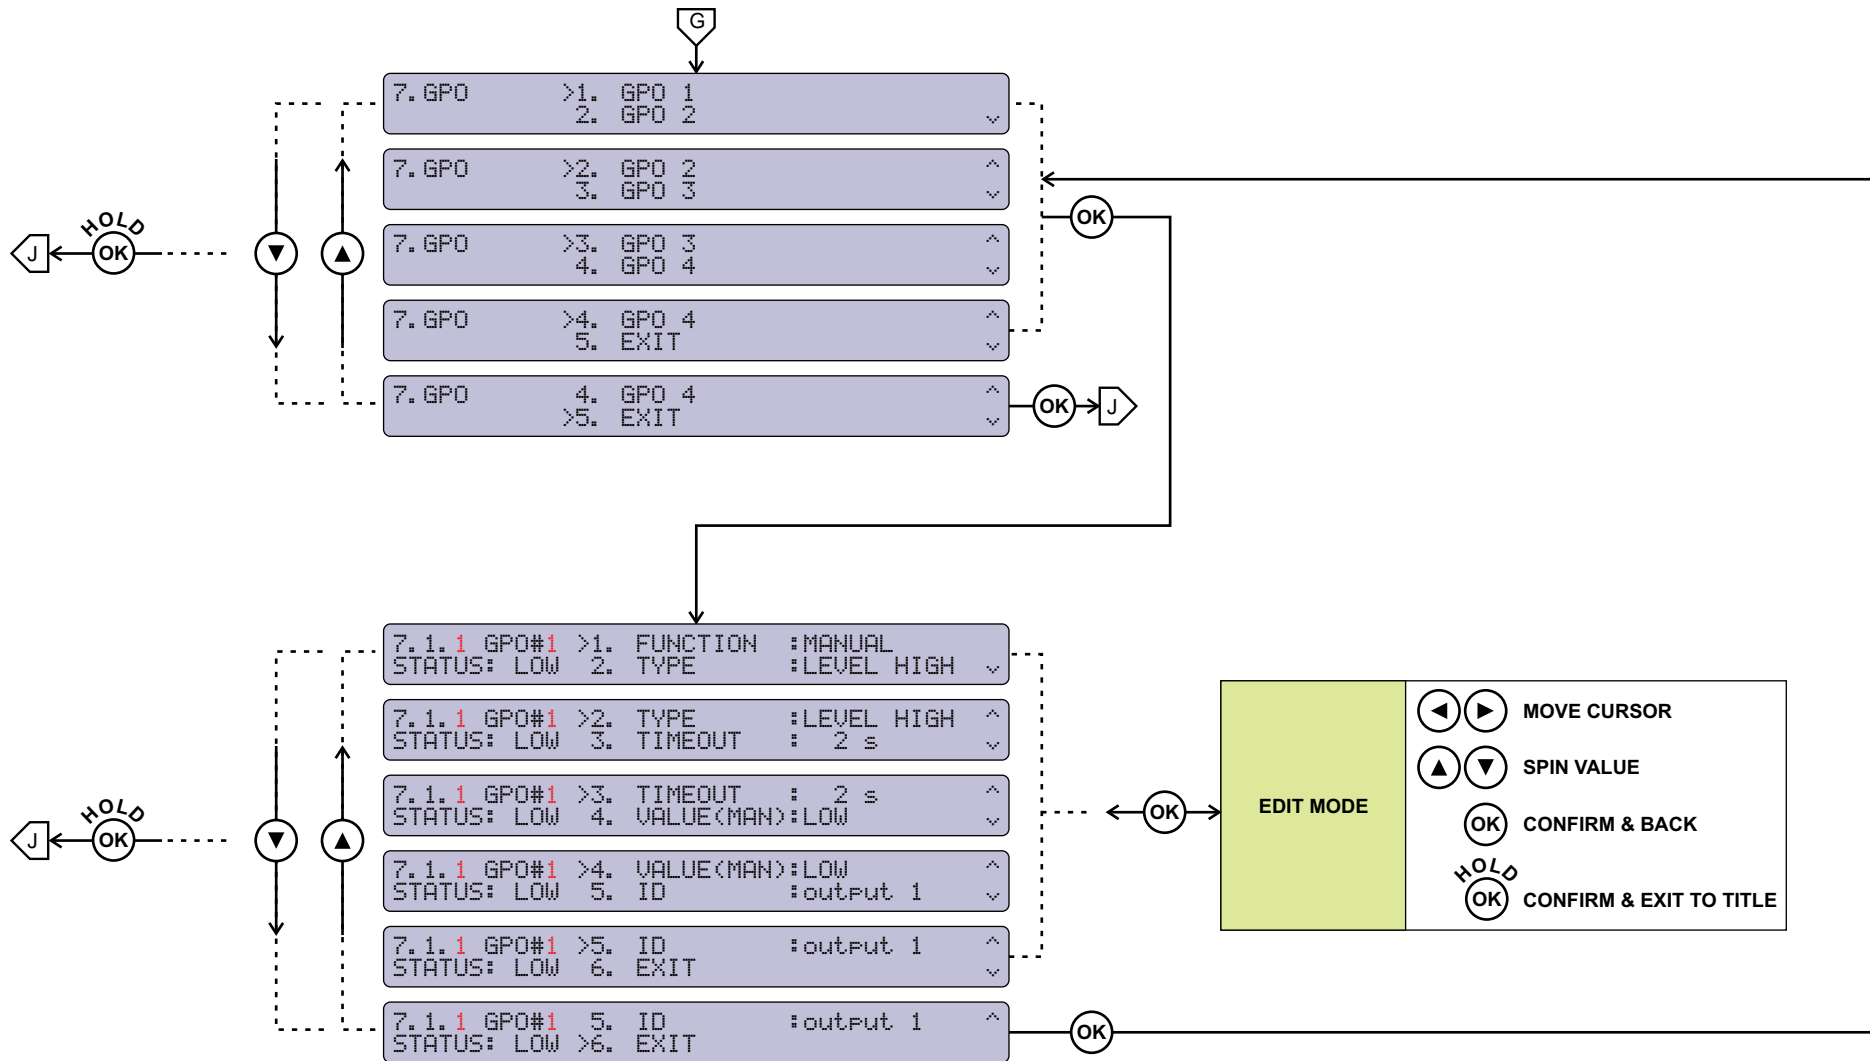 G
7.GPO >1. GPO 1
2. GPO 2
7.GPO >2. GPO 2
3. GPO 3
OK
HOLD
J OK
7.GPO >3. GPO 3
4. GPO 4
7.GPO >4. GPO 4
5. EXIT
7.GPO 4. GPO 4
>5. EXIT
OK J
7.1.1 GPO#1 >1. FUNCTION :MANUAL
STATUS: LOW 2. TYPE :LEVEL HIGH
7.1.1 GPO#1 >2. TYPE :LEVEL HIGH
STATUS: LOW 3. TIMEOUT : 2 s
7.1.1 GPO#1 >3. TIMEOUT : 2 s
STATUS: LOW 4. VALUE(MAN):LOW
HOLD
J OK
7.1.1 GPO#1 >4. VALUE(MAN):LOW
STATUS: LOW 5. ID :output 1
7.1.1 GPO#1 >5. ID :output 1
STATUS: LOW 6. EXIT
7.1.1 GPO#1 5. ID :output 1
STATUS: LOW >6. EXIT
OK
OK
EDIT MODE
MOVE CURSOR
SPIN VALUE
OK CONFIRM & BACK
HOLD
OK CONFIRM & EXIT TO TITLE